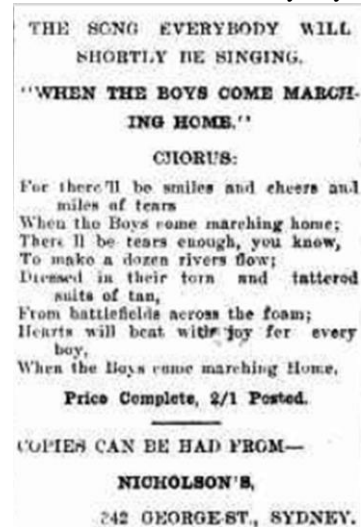 THE SONG EVERYBODY WILL
SHORTLY BE SINGING.
"WHEN THE BOYS COME MARCH-
ING HOME."
CHORUS:
For there'll be smiles and cheers and
miles of tears
When the Boys come marching home;
There'll be tears enough, you know,
To make a dozen rivers flow;
Dressed in their torn and tattered
suits of tan,
From battlefields across the foam;
Hearts will beat with joy for every
boy,
When the Boys come marching Home.
Price Complete, 2/1 Posted.
COPIES CAN BE HAD FROM—
NICHOLSON'S,
342 GEORGE-ST., SYDNEY.